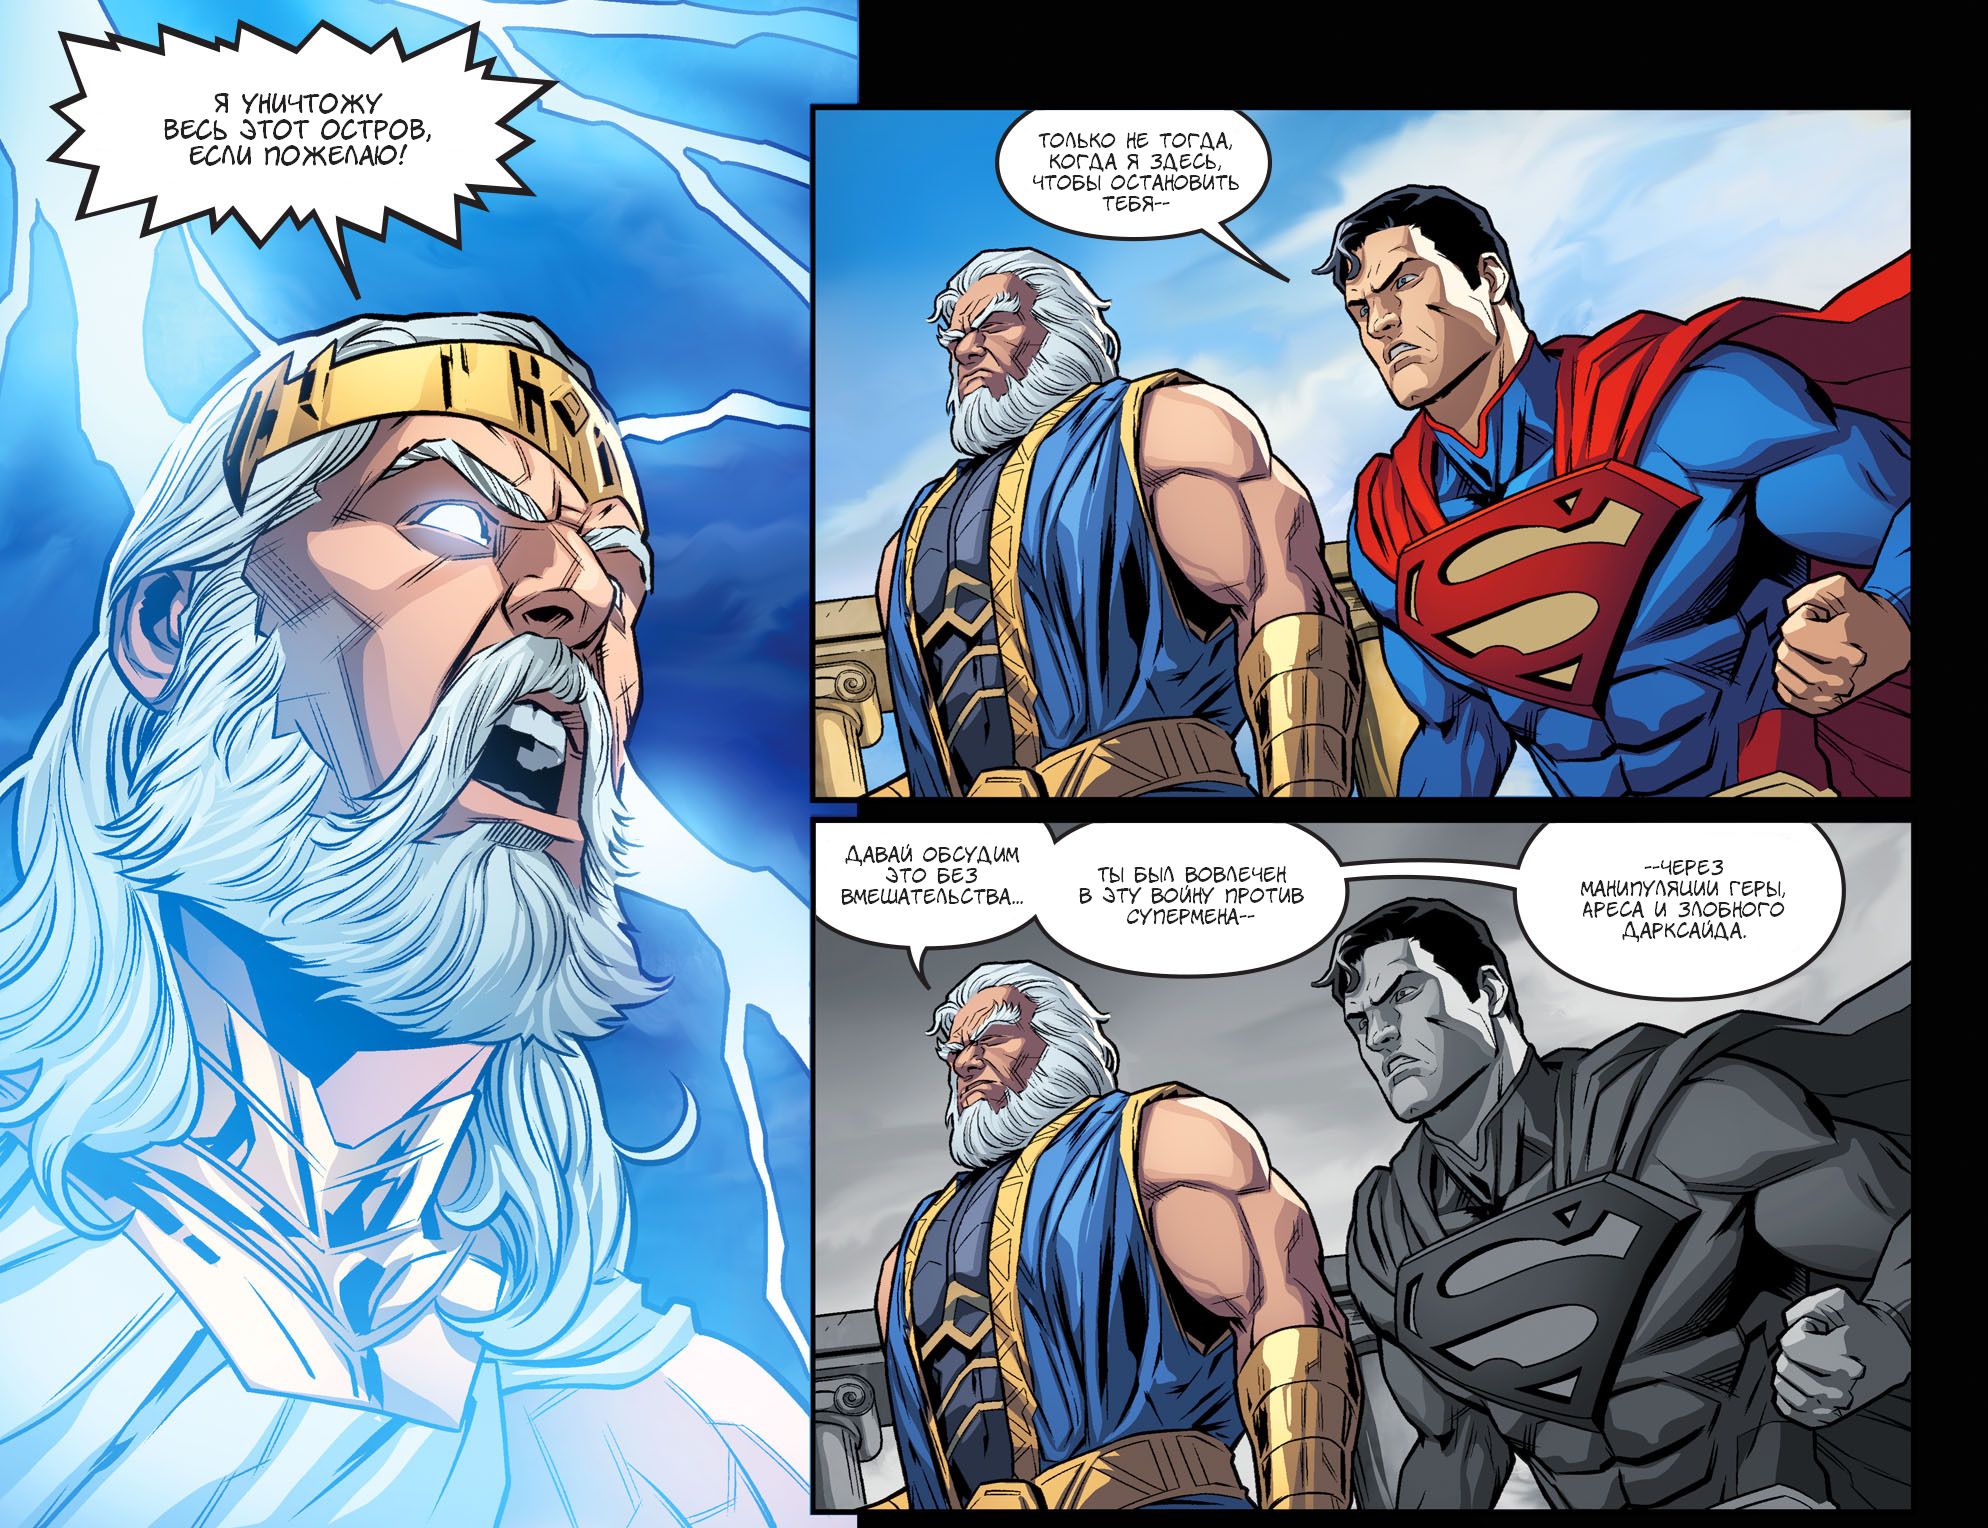 Я УНИЧТОЖУ
ВЕСЬ ЭТОТ ОСТРОВ,
ЕСЛИ ПОЖЕЛАЮ!
ТОЛЬКО НЕ ТОГДА,
КОГДА Я ЗДЕСЬ,
ЧТОБЫ ОСТАНОВИТЬ
ТЕБЯ--
ДАВАЙ ОБСУДИМ
ЭТО БЕЗ
ВМЕШАТЕЛЬСТВА...
ТЫ БЫЛ ВОВЛЕЧЕН
В ЭТУ ВОЙНУ ПРОТИВ
СУПЕРМЕНА--
--ЧЕРЕЗ
МАНИПУЛЯЦИИ ГЕРЫ,
АРЕСА И ЗЛОБНОГО
ДАРКСАЙДА.